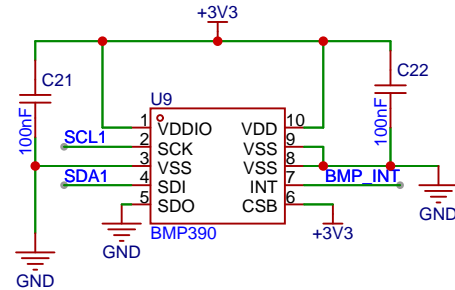 +3V3
C21
100nF
C22
100nF
U9
1 VDDIO VDD 10
SCL1 2 SCK VSS 9
3 VSS VSS 8
SDA1 4 SDI INT 7 BMP_INT
5 SDO CSB 6
GND
BMP390
+3V3
GND
GND